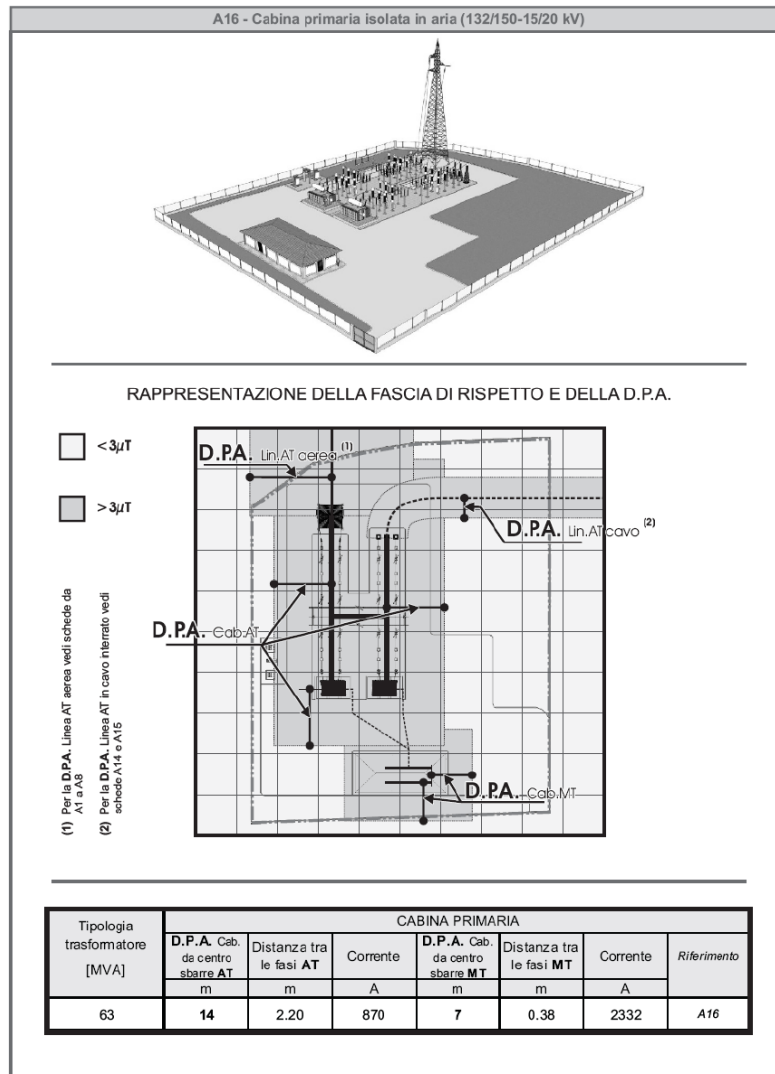 A16 - Cabina primaria isolata in aria (132/150-15/20 kV)
RAPPRESENTAZIONE DELLA FASCIA DI RISPETTO E DELLA D.P.A.
< 3μT
> 3μT
(1) Per la D.P.A. Linea AT aerea vedi schede da
A1 a A8
(2) Per la D.P.A. Linea AT in cavo interrato vedi
schede A14 e A15
D.P.A. Lin.AT aerea (1)
D.P.A. Lin.AT cavo (2)
D.P.A. Cab.AT
D.P.A. Cab.MT
Tipologia
trasformatore
[MVA]
CABINA PRIMARIA
D.P.A. Cab.
da centro
sbarre AT
Distanza tra
le fasi AT
Corrente
D.P.A. Cab.
da centro
sbarre MT
Distanza tra
le fasi MT
Corrente
Riferimento
m m A m m A
63 14 2.20 870 7 0.38 2332 A16